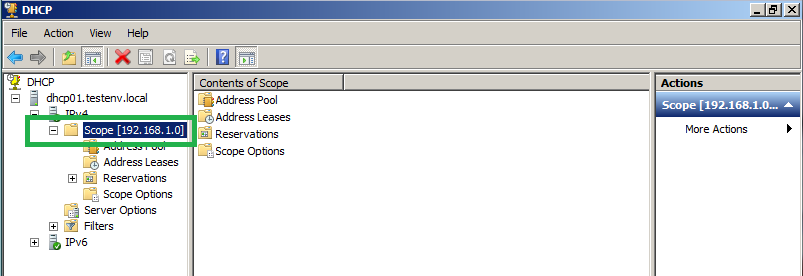 DHCP
File Action View Help
DHCP
dhcp01.testenv.local
IPv4
Scope [192.168.1.0]
Address Pool
Address Leases
Reservations
Scope Options
Server Options
Filters
IPv6
Contents of Scope
Address Pool
Address Leases
Reservations
Scope Options
Actions
Scope [192.168.1.0...
More Actions